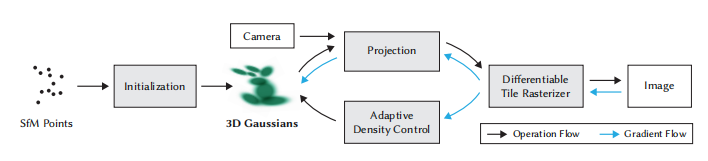 Camera
Projection
Initialization
SfM Points
3D Gaussians
Adaptive
Density Control
Differentiable
Tile Rasterizer
Image
Operation Flow
Gradient Flow